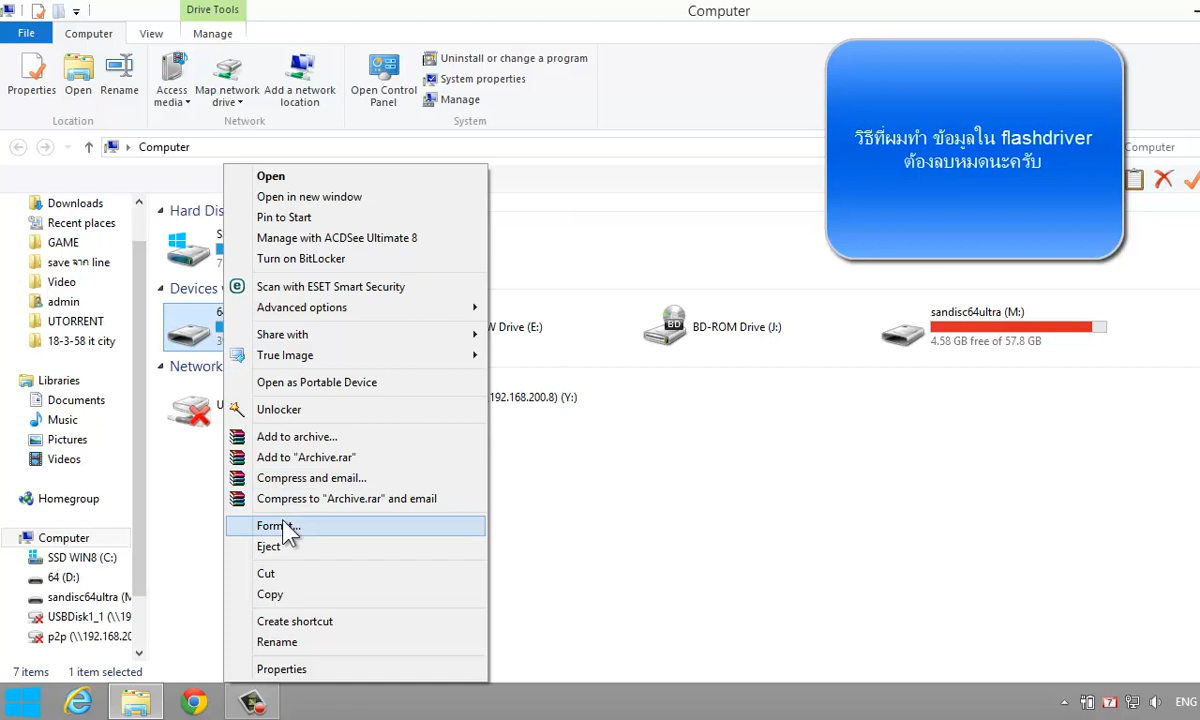 Drive Tools
Computer
File
Computer
View
Manage
Properties
Open
Rename
Location
Access
media
Map network
drive
Add a network
location
Network
Open Control
Panel
Uninstall or change a program
System properties
Manage
System
วิธีที่ผมทำ ข้อมูลใน flashdriver
ต้องลบหมดนะครับ
Computer
Computer
Downloads
Recent places
GAME
save จาก line
Video
admin
UTORRENT
18-3-58 it city
Libraries
Documents
Music
Pictures
Videos
Homegroup
Computer
SSD WIN8 (C:)
64 (D:)
sandisc64ultra (M
USBDisk1_1 (\\19
p2p (\\192.168.20
Hard Dis
Devices
Network
Open
Open in new window
Pin to Start
Manage with ACDSee Ultimate 8
Turn on BitLocker
Scan with ESET Smart Security
Advanced options
Share with
True Image
Open as Portable Device
Unlocker
Add to archive...
Add to "Archive.rar"
Compress and email...
Compress to "Archive.rar" and email
Format...
Eject
Cut
Copy
Create shortcut
Rename
Properties
W Drive (E:)
BD
BD-ROM Drive (J:)
sandisc64ultra (M:)
4.58 GB free of 57.8 GB
192.168.200.8) (Y:)
7 items
1 item selected
7
ENG